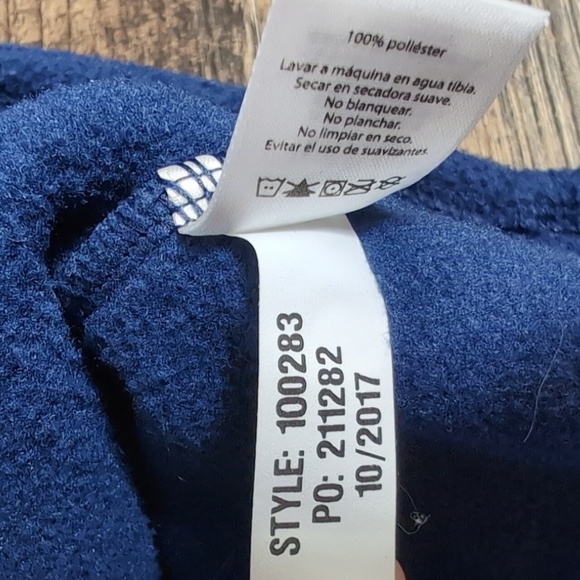 100% poliéster
Lavar a máquina en agua tibia.
Secar en secadora suave.
No blanquear.
No planchar.
No limpiar en seco.
Evitar el uso de suavizantes.
STYLE: 100283
PO: 211282
10/2017